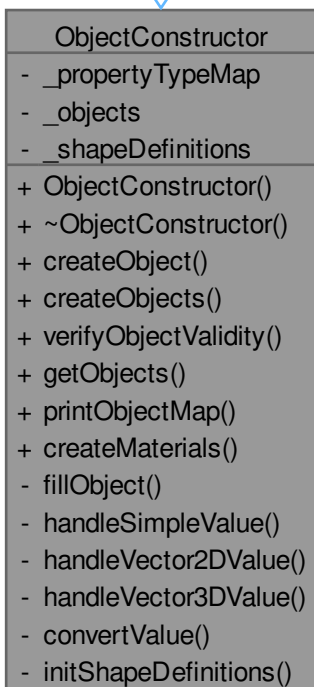 ObjectConstructor
- _propertyTypeMap
- _objects
- _shapeDefinitions
+ ObjectConstructor()
+ ~ObjectConstructor()
+ createObject()
+ createObjects()
+ verifyObjectValidity()
+ getObjects()
+ printObjectMap()
+ createMaterials()
- fillObject()
- handleSimpleValue()
- handleVector2DValue()
- handleVector3DValue()
- convertValue()
- initShapeDefinitions()